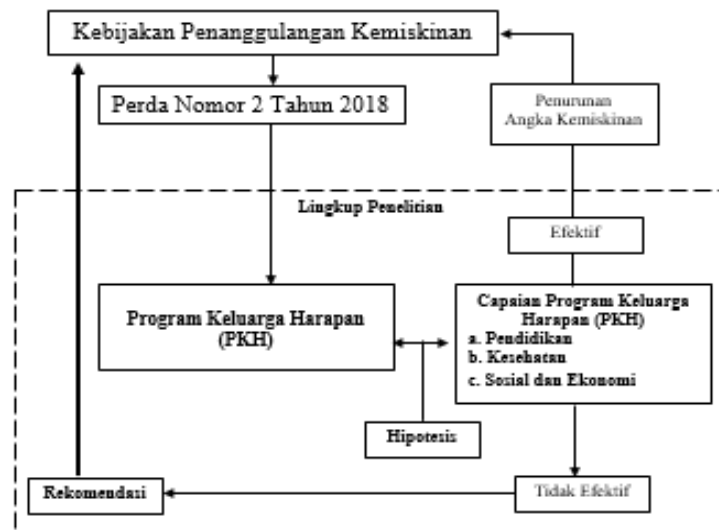 Kebijakan Penanggulangan Kemiskinan
Perda Nomor 2 Tahun 2018
Penurunan
Angka Kemiskinan
Lingkup Penelitian
Efektif
Program Keluarga Harapan
(PKH)
Capaian Program Keluarga
Harapan (PKH)
a. Pendidikan
b. Kesehatan
c. Sosial dan Ekonomi
Hipotesis
Rekomendasi
Tidak Efektif